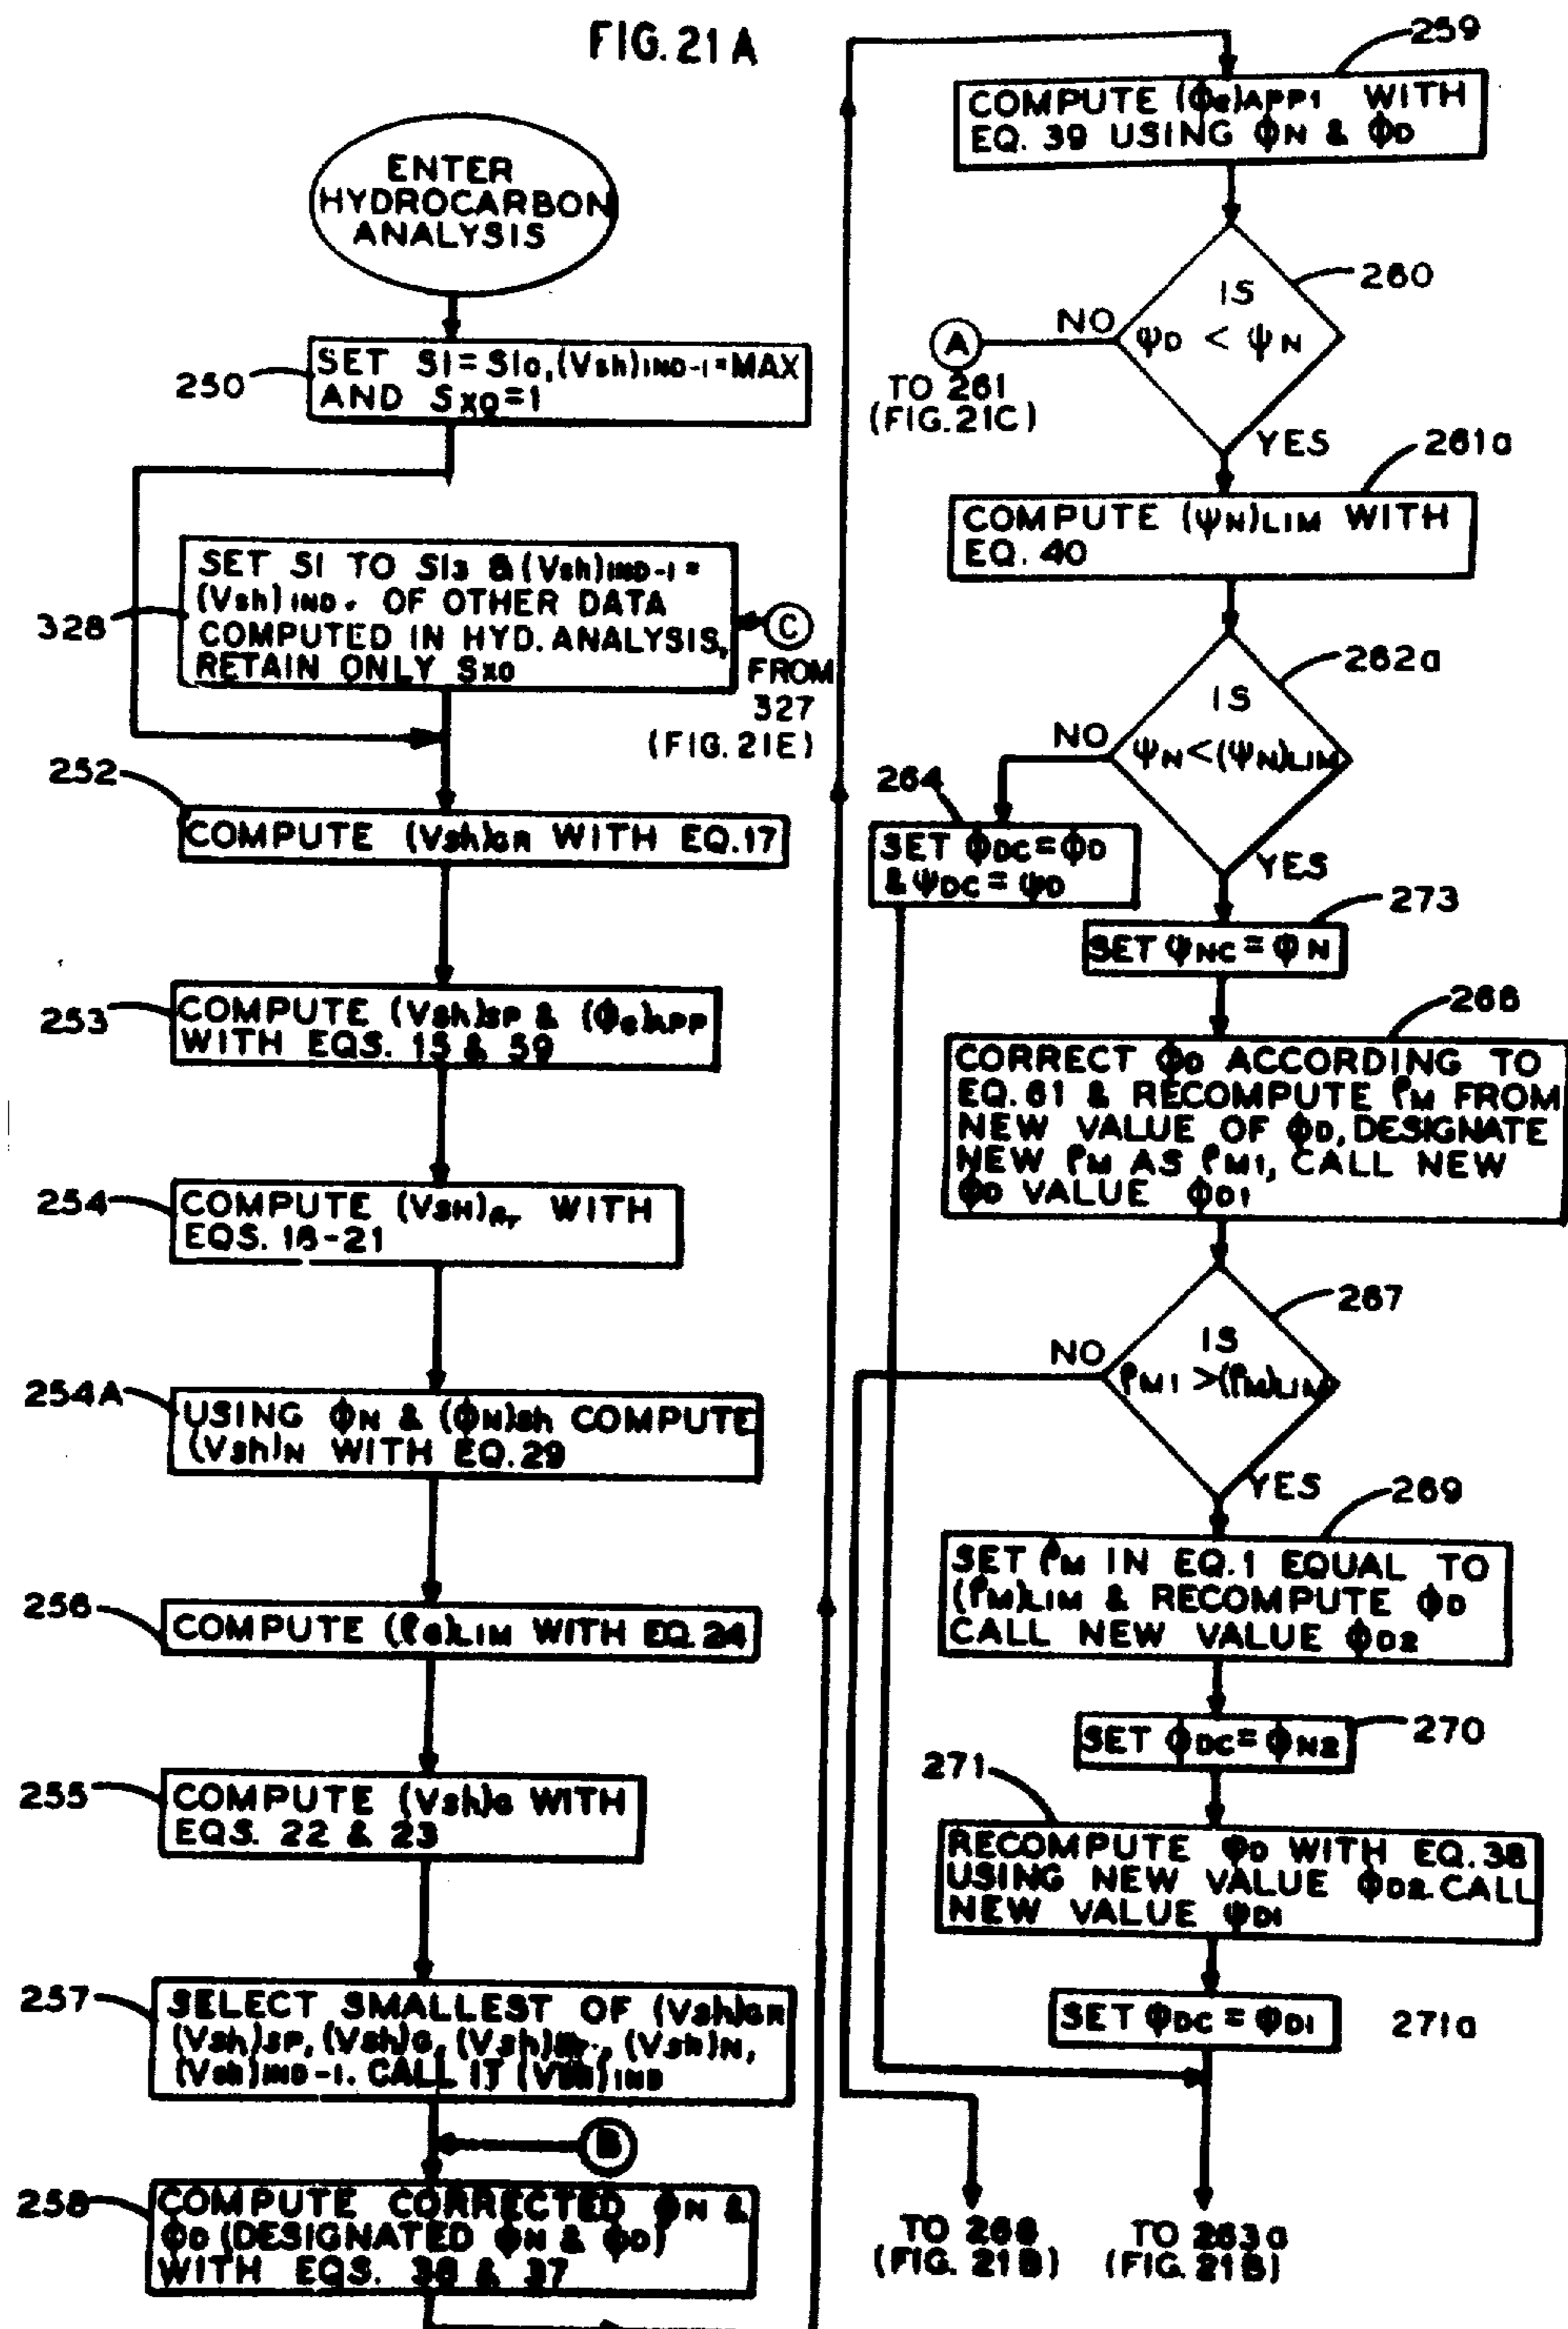 FIG. 21A
ENTER
HYDROCARBON
ANALYSIS
250
SET SI = SI0, (Vsh)IND-1 = MAX
AND Sxo = 1
328
SET SI TO SI3 & (Vsh)IND-1 =
(Vsh)IND. OF OTHER DATA
COMPUTED IN HYD. ANALYSIS,
RETAIN ONLY Sxo
C
FROM
327
(FIG. 21E)
252
COMPUTE (Vsh)GR WITH EQ.17
253
COMPUTE (Vsh)SP & (ϕe)APP
WITH EQS. 15 & 59
254
COMPUTE (VSH) WITH
EQS. 18-21
254A
USING ϕN & (ϕN)sh COMPUTE
(Vsh)N WITH EQ.29
256
COMPUTE (ρG)LIM WITH EQ.24
255
COMPUTE (Vsh)G WITH
EQS. 22 & 23
257
SELECT SMALLEST OF (Vsh)GR
(Vsh)SP, (Vsh)G, (Vsh) , (Vsh)N,
(Vsh)IND-1. CALL IT (Vsh)IND
B
258
COMPUTE CORRECTED ϕN &
ϕD (DESIGNATED ψN & ψD)
WITH EQS. 36 & 37
259
COMPUTE (ϕe)APP1 WITH
EQ. 39 USING ϕN & ϕD
260
IS
ψD < ψN
NO
A
TO 261
(FIG.21C)
YES
261a
COMPUTE (ψN)LIM WITH
EQ. 40
262a
IS
ψN < (ψN)LIM
NO
264
SET ϕDC = ϕD
& ψDC = ψD
YES
273
SET ψNC = ψN
266
CORRECT ϕD ACCORDING TO
EQ.61 & RECOMPUTE ρM FROM
NEW VALUE OF ϕD, DESIGNATE
NEW ρM AS ρM1, CALL NEW
ϕD VALUE ϕD1
267
IS
ρM1 > (ρM)LIM
NO
YES
269
SET ρM IN EQ.1 EQUAL TO
(ρM)LIM & RECOMPUTE ϕD
CALL NEW VALUE ϕD2
270
SET ϕDC = ϕN2
271
RECOMPUTE ψD WITH EQ.38
USING NEW VALUE ϕD2. CALL
NEW VALUE ψD1
SET ψDC = ψD1
271a
TO 268
(FIG. 21B)
TO 263a
(FIG. 21B)